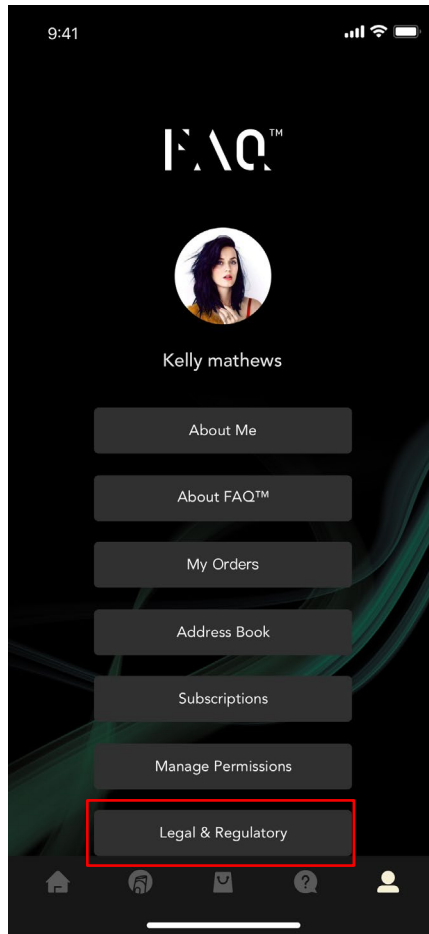 9:41
FAQ™
Kelly mathews
About Me
About FAQ™
My Orders
Address Book
Subscriptions
Manage Permissions
Legal & Regulatory
?